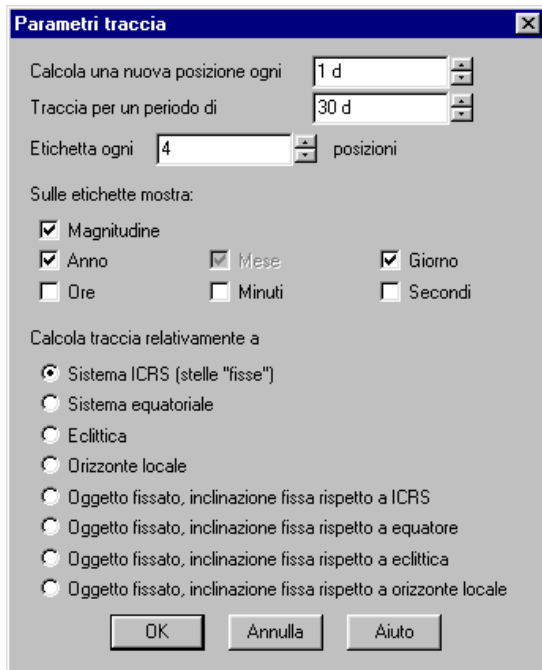 Parametri traccia
Calcola una nuova posizione ogni 1 d
Traccia per un periodo di 30 d
Etichetta ogni 4 posizioni
Sulle etichette mostra:
Magnitudine
Anno Mese Giorno
Ore Minuti Secondi
Calcola traccia relativamente a
Sistema ICRS (stelle "fisse")
Sistema equatoriale
Eclittica
Orizzonte locale
Oggetto fissato, inclinazione fissa rispetto a ICRS
Oggetto fissato, inclinazione fissa rispetto a equatore
Oggetto fissato, inclinazione fissa rispetto a eclittica
Oggetto fissato, inclinazione fissa rispetto a orizzonte locale
OK Annulla Aiuto